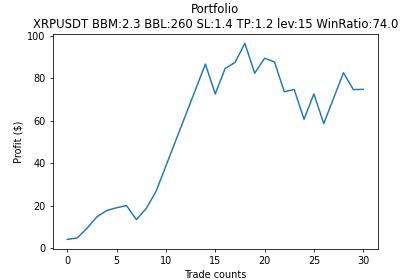 Portfolio
XRPUSDT BBM:2.3 BBL:260 SL:1.4 TP:1.2 lev:15 WinRatio:74.0
100
80
60
40
20
0
Profit ($)
0 5 10 15 20 25 30
Trade counts